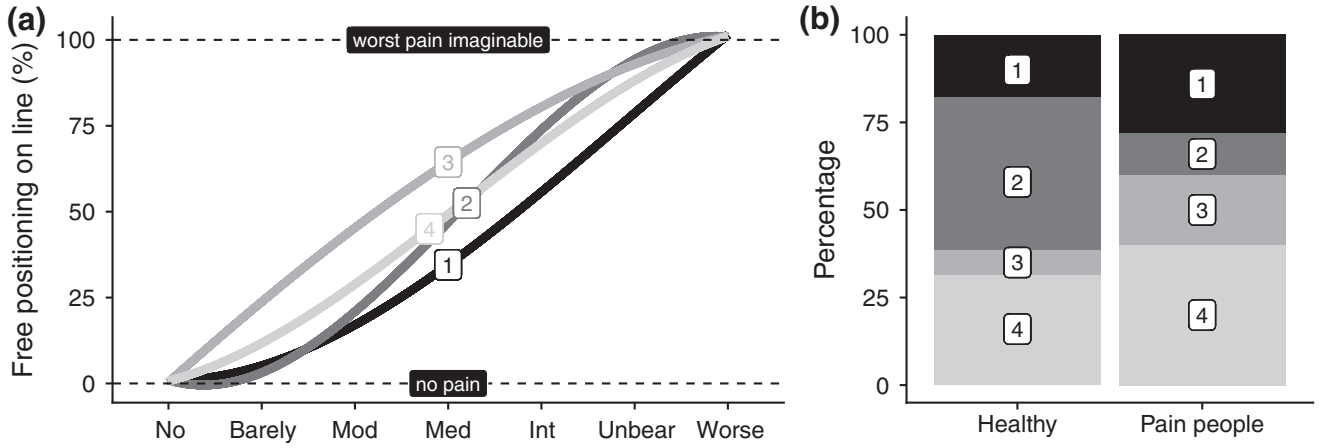 (a)
Free positioning on line (%)
100
75
50
25
0
worst pain imaginable
3
2
4
1
no pain
No Barely Mod Med Int Unbear Worse
(b)
Percentage
100
75
50
25
0
1
2
3
4
1
2
3
4
Healthy Pain people